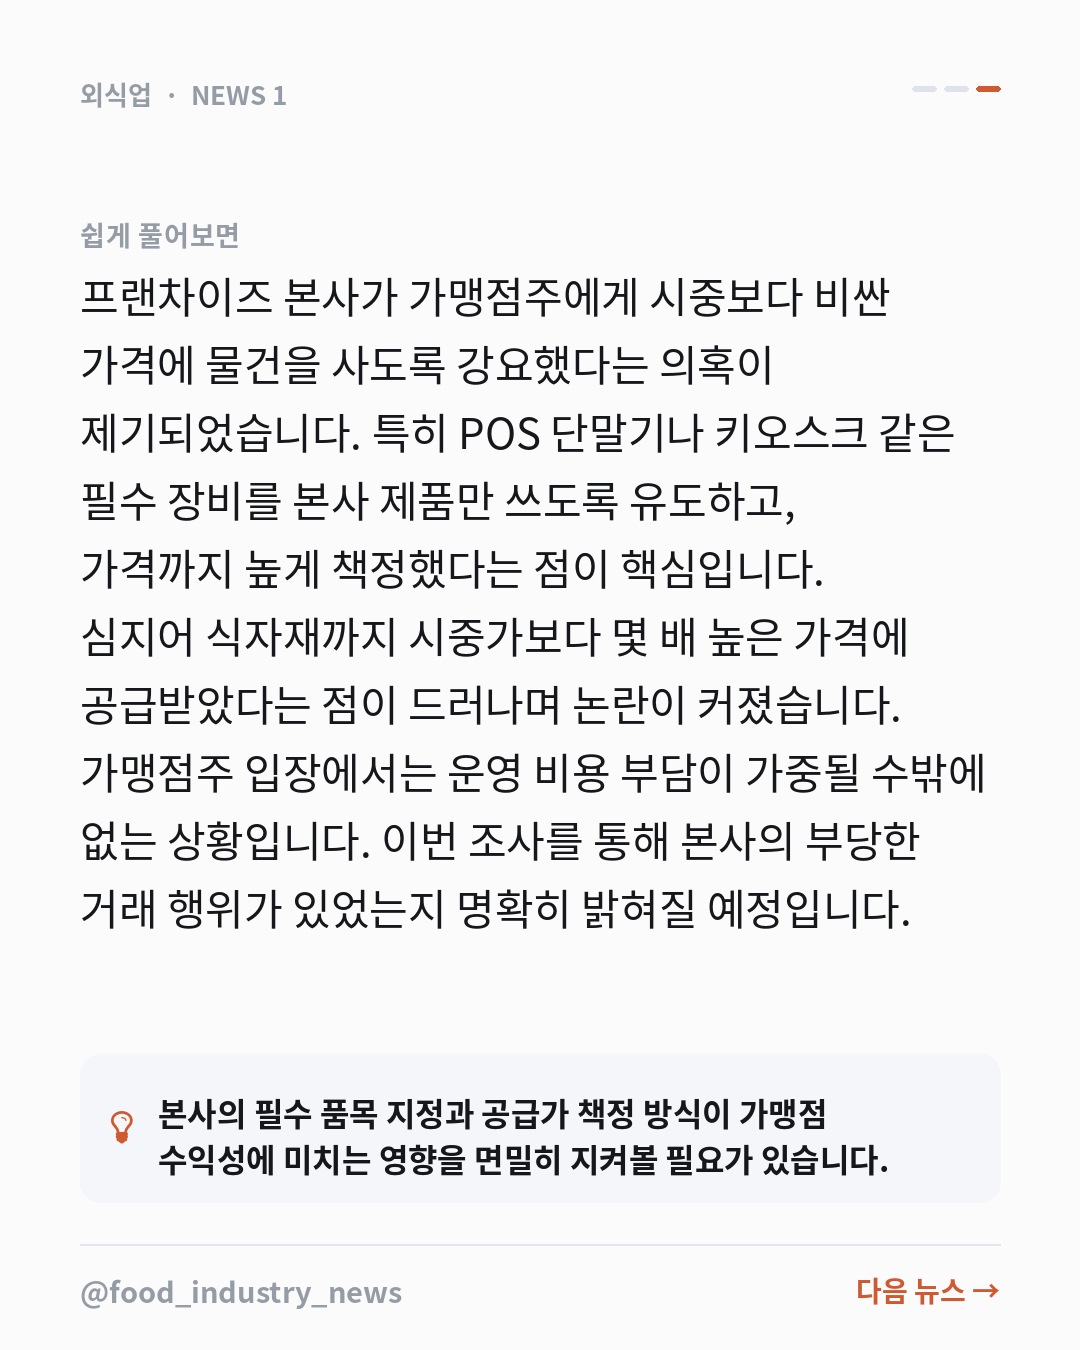 외식업 · NEWS 1
쉽게 풀어보면
프랜차이즈 본사가 가맹점주에게 시중보다 비싼
가격에 물건을 사도록 강요했다는 의혹이
제기되었습니다. 특히 POS 단말기나 키오스크 같은
필수 장비를 본사 제품만 쓰도록 유도하고,
가격까지 높게 책정했다는 점이 핵심입니다.
심지어 식자재까지 시중가보다 몇 배 높은 가격에
공급받았다는 점이 드러나며 논란이 커졌습니다.
가맹점주 입장에서는 운영 비용 부담이 가중될 수밖에
없는 상황입니다. 이번 조사를 통해 본사의 부당한
거래 행위가 있었는지 명확히 밝혀질 예정입니다.
본사의 필수 품목 지정과 공급가 책정 방식이 가맹점
수익성에 미치는 영향을 면밀히 지켜볼 필요가 있습니다.
@food_industry_news
다음 뉴스 →